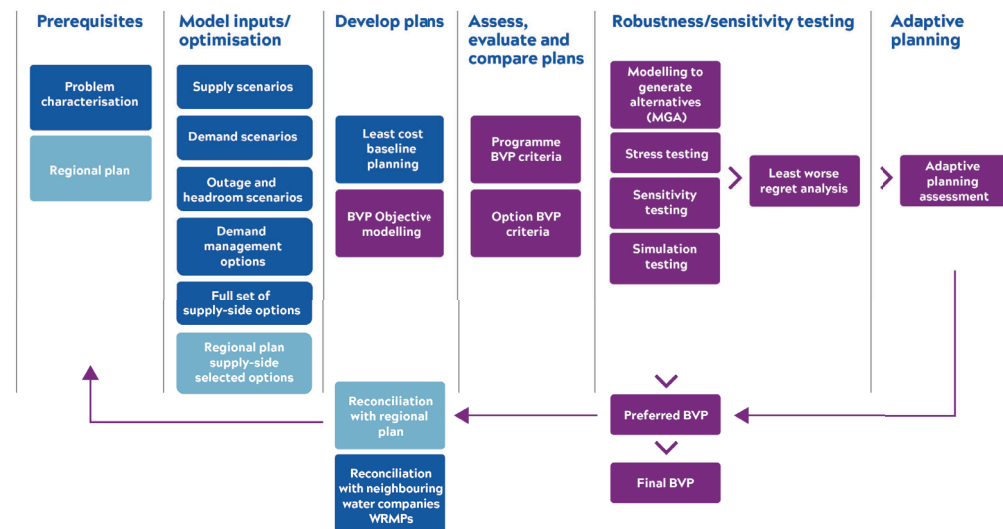 Prerequisites
Model inputs/
optimisation
Develop plans
Assess,
evaluate and
compare plans
Robustness/sensitivity testing
Adaptive
planning
Problem
characterisation
Regional plan
Supply scenarios
Demand scenarios
Outage and
headroom scenarios
Demand
management
options
Full set of
supply-side options
Regional plan
supply-side
selected options
Least cost
baseline
planning
BVP Objective
modelling
Reconciliation
with regional
plan
Reconciliation
with neighbouring
water companies
WRMPs
Programme
BVP criteria
Option BVP
criteria
Modelling to
generate
alternatives
(MGA)
Stress testing
Sensitivity
testing
Simulation
testing
Least worse
regret analysis
Preferred BVP
Final BVP
Adaptive
planning
assessment